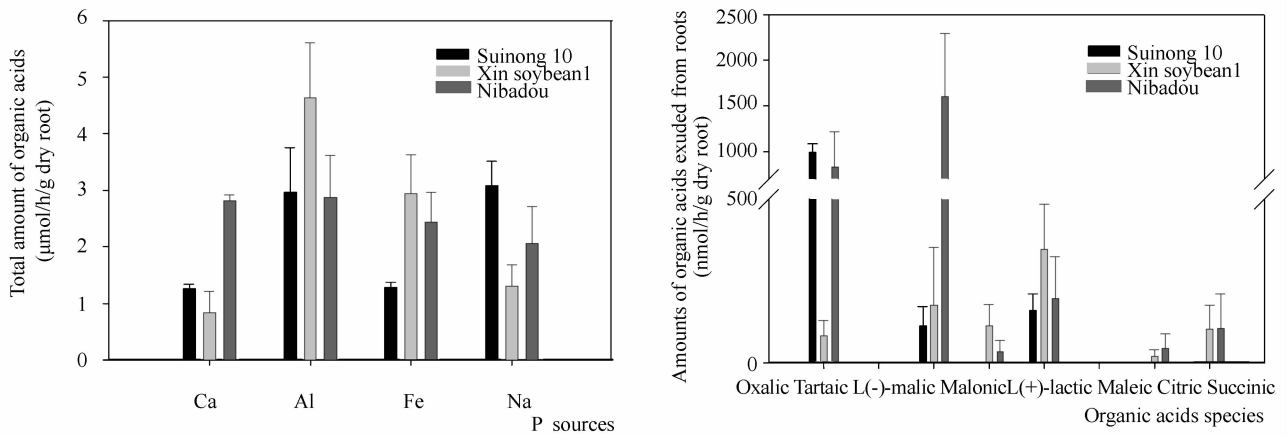 Total amount of organic acids
(μmol/h/g dry root)
6
5
4
3
2
1
0
Suinong 10
Xin soybean1
Nibadou
Ca Al Fe Na
P sources
Amounts of organic acids exuded from roots
(nmol/h/g dry root)
2500
2000
1500
1000
500
0
Suinong 10
Xin soybean1
Nibadou
Oxalic Tartaic L(-)-malic MalonicL(+)-lactic Maleic Citric Succinic
Organic acids species